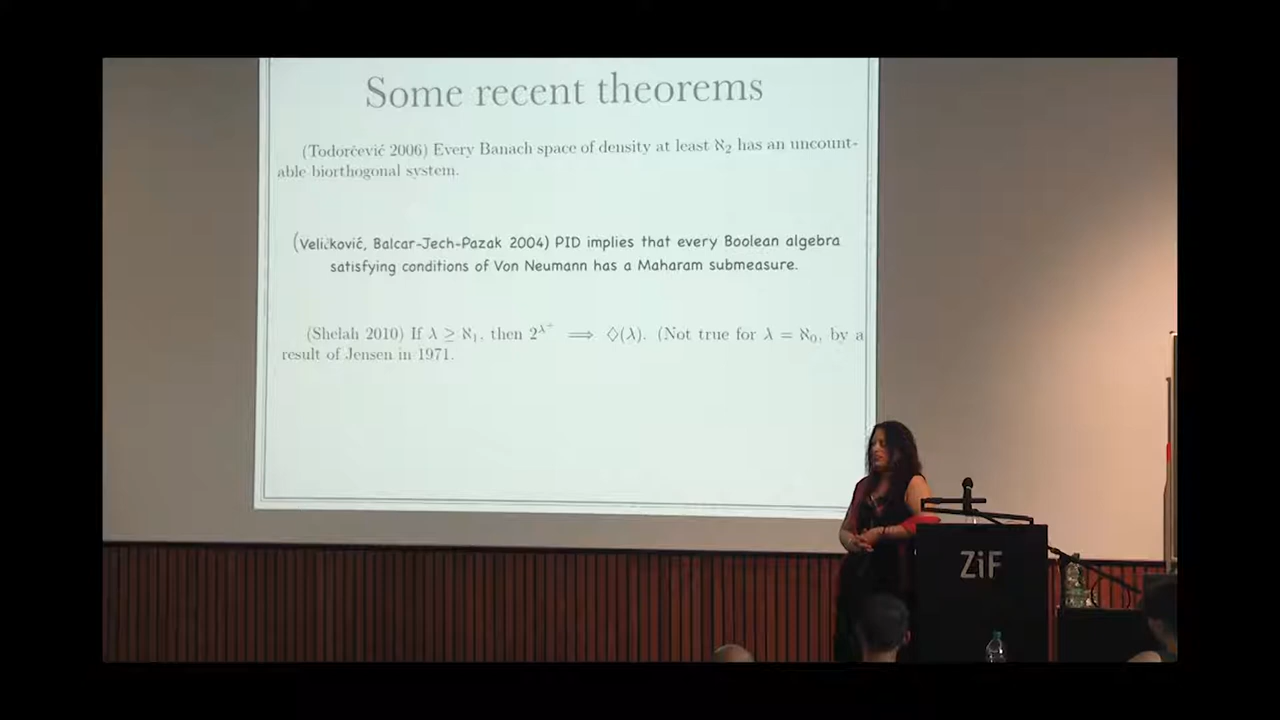 Some recent theorems
(Todorčević 2006) Every Banach space of density at least ℵ₂ has an uncount-
able biorthogonal system.
(Veličković, Balcar-Jech-Pazak 2004) PID implies that every Boolean algebra
satisfying conditions of Von Neumann has a Maharam submeasure.
(Shelah 2010) If λ ≥ ℵ₁, then 2^{λ⁺} ⟹ ◇(λ). (Not true for λ = ℵ₀, by a
result of Jensen in 1971.
ZiF